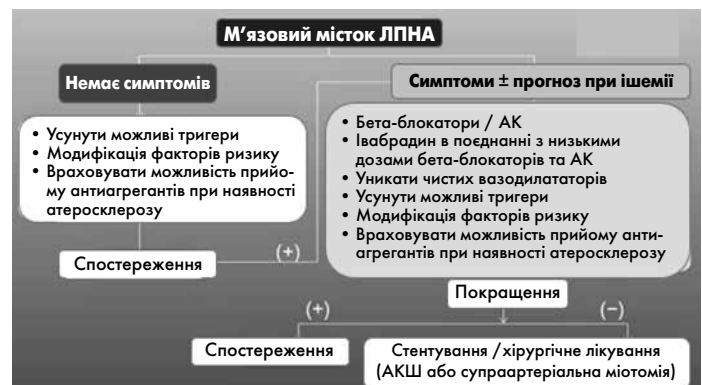 М’язовий місток ЛПНА
Немає симптомів
Симптоми ± прогноз при ішемії
• Усунути можливі тригери
• Модифікація факторів ризику
• Враховувати можливість прийо-
му антиагрегантів при наявності
атеросклерозу
• Бета-блокатори / АК
• Івабрадин в поєднанні з низькими
дозами бета-блокаторів та АК
• Уникати чистих вазодилататорів
• Усунути можливі тригери
• Модифікація факторів ризику
• Враховувати можливість прийому анти-
агрегантів при наявності атеросклерозу
Спостереження
(+)
Покращення
(+)
(−)
Спостереження
Стентування /хірургічне лікування
(АКШ або супраартеріальна міотомія)